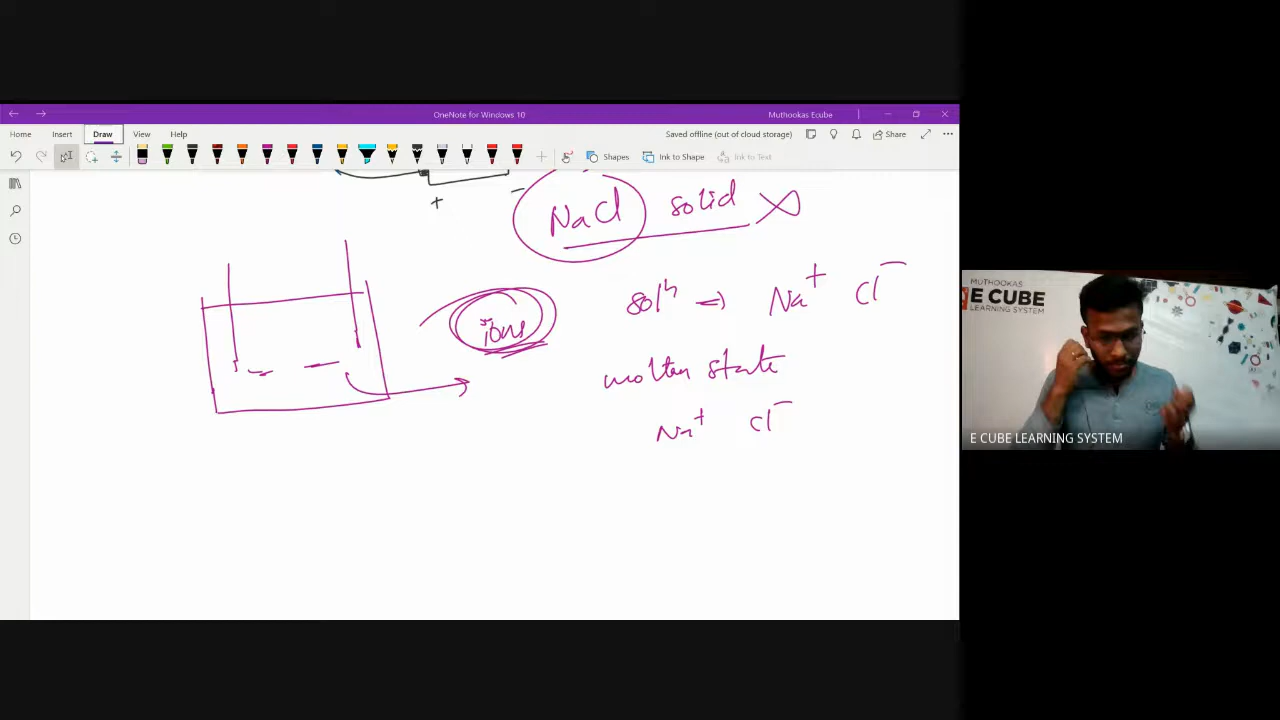 OneNote for Windows 10
Muthookas Ecube
Home Insert Draw View Help
Saved offline (out of cloud storage)
Share
Shapes
Ink to Shape
Ink to Text
+
−
NaCl solid
solⁿ ⇒ Na⁺ Cl⁻
ions
molten state
Na⁺ Cl⁻
MUTHOOKAS
E CUBE
LEARNING SYSTEM
E CUBE LEARNING SYSTEM